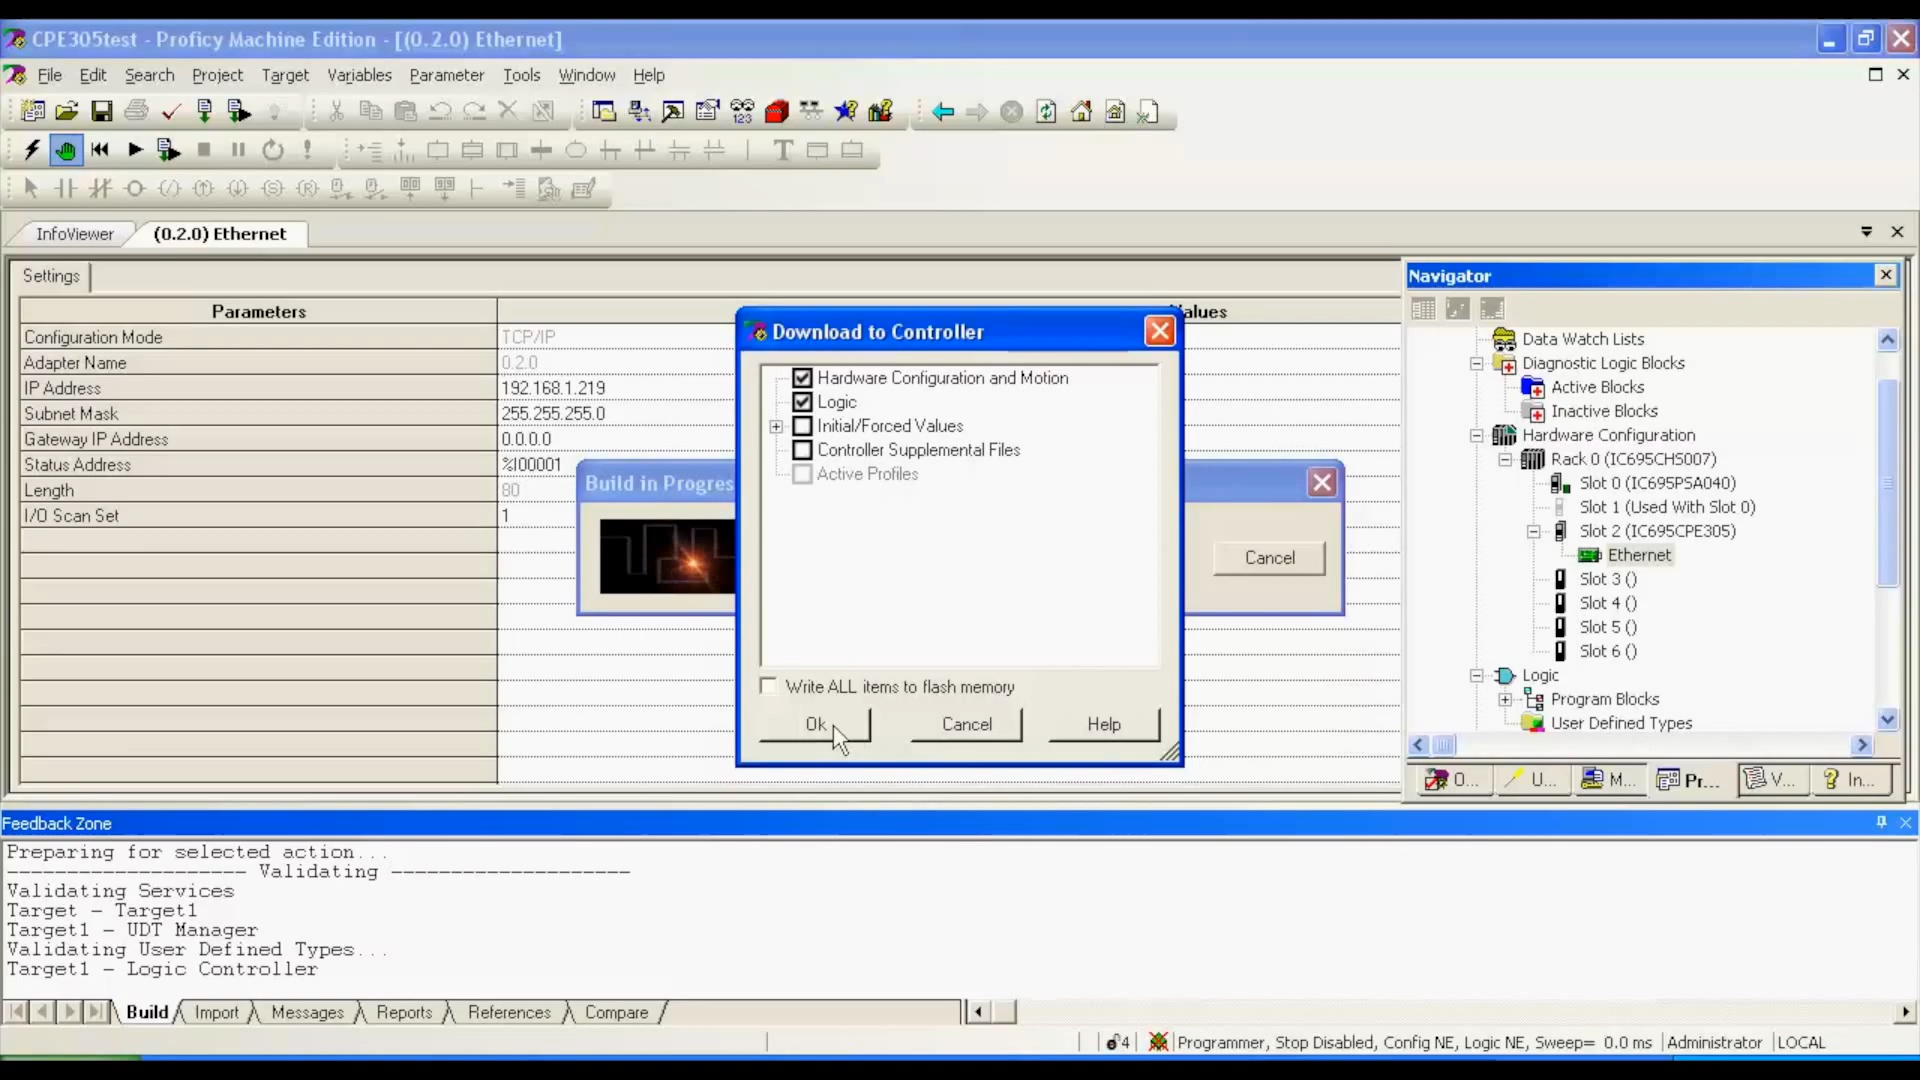 CPE305test - Proficy Machine Edition - [(0.2.0) Ethernet]
File Edit Search Project Target Variables Parameter Tools Window Help
InfoViewer (0.2.0) Ethernet
Settings
Parameters Values
Configuration Mode TCP/IP
Adapter Name 0.2.0
IP Address 192.168.1.219
Subnet Mask 255.255.255.0
Gateway IP Address 0.0.0.0
Status Address %I00001
Length 80
I/O Scan Set 1
Build in Progres
Cancel
Download to Controller
Hardware Configuration and Motion
Logic
Initial/Forced Values
Controller Supplemental Files
Active Profiles
Write ALL items to flash memory
Ok Cancel Help
Navigator
Data Watch Lists
Diagnostic Logic Blocks
Active Blocks
Inactive Blocks
Hardware Configuration
Rack 0 (IC695CHS007)
Slot 0 (IC695PSA040)
Slot 1 (Used With Slot 0)
Slot 2 (IC695CPE305)
Ethernet
Slot 3 ()
Slot 4 ()
Slot 5 ()
Slot 6 ()
Logic
Program Blocks
User Defined Types
O... U... M... Pr... V... In...
Feedback Zone
Preparing for selected action...
-------------------- Validating --------------------
Validating Services
Target - Target1
Target1 - UDT Manager
Validating User Defined Types...
Target1 - Logic Controller
Build Import Messages Reports References Compare
4 Programmer, Stop Disabled, Config NE, Logic NE, Sweep= 0.0 ms Administrator LOCAL